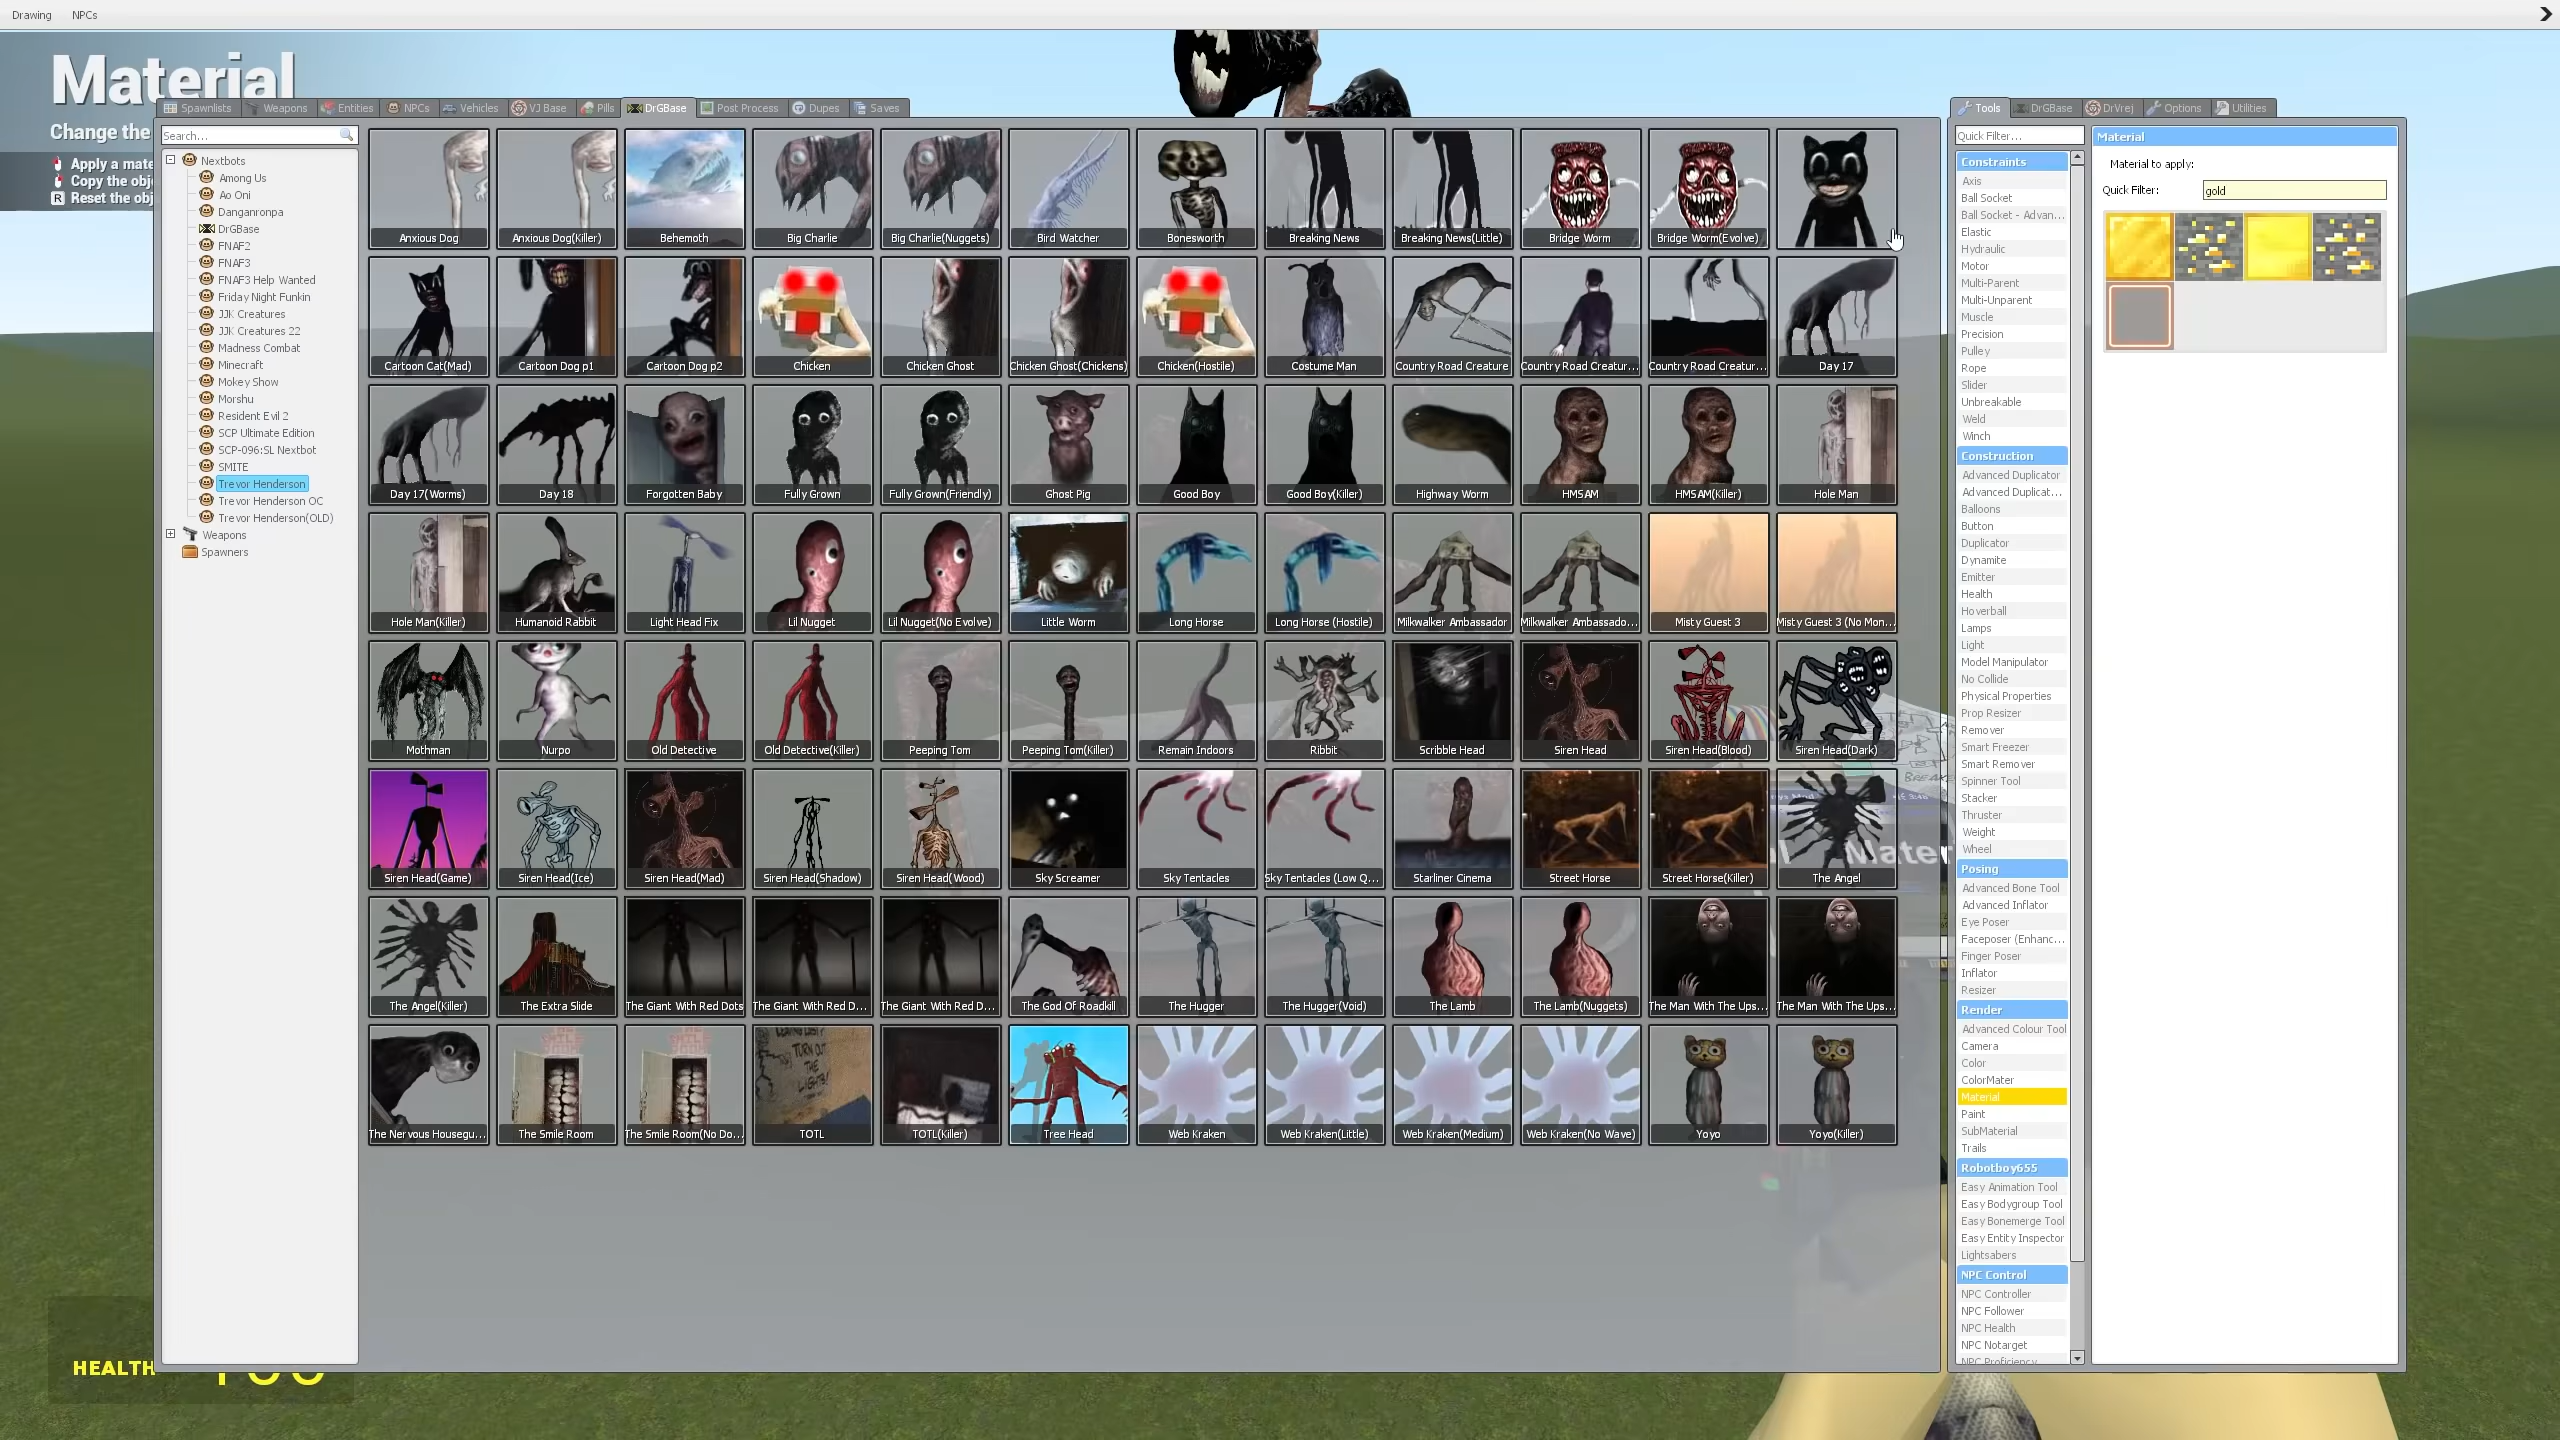 Drawing NPCs
Material
Change the
Apply a mate
Copy the obje
R Reset the obj
Spawnlists Weapons Entities NPCs Vehicles VJ Base Pills DrGBase Post Process Dupes Saves
Search...
Nextbots
Among Us
Ao Oni
Danganronpa
DrGBase
FNAF2
FNAF3
FNAF3 Help Wanted
Friday Night Funkin
JJK Creatures
JJK Creatures 22
Madness Combat
Minecraft
Mokey Show
Morshu
Resident Evil 2
SCP Ultimate Edition
SCP-096:SL Nextbot
SMITE
Trevor Henderson
Trevor Henderson OC
Trevor Henderson(OLD)
Weapons
Spawners
Anxious Dog Anxious Dog(Killer) Behemoth Big Charlie Big Charlie(Nuggets) Bird Watcher Bonesworth Breaking News Breaking News(Little) Bridge Worm Bridge Worm(Evolve)
Cartoon Cat(Mad) Cartoon Dog p1 Cartoon Dog p2 Chicken Chicken Ghost Chicken Ghost(Chickens) Chicken(Hostile) Costume Man Country Road Creature Country Road Creatur... Country Road Creatur... Day 17
Day 17(Worms) Day 18 Forgotten Baby Fully Grown Fully Grown(Friendly) Ghost Pig Good Boy Good Boy(Killer) Highway Worm HMSAM HMSAM(Killer) Hole Man
Hole Man(Killer) Humanoid Rabbit Light Head Fix Lil Nugget Lil Nugget(No Evolve) Little Worm Long Horse Long Horse (Hostile) Milkwalker Ambassador Milkwalker Ambassado... Misty Guest 3 Misty Guest 3 (No Mon...
Mothman Nurpo Old Detective Old Detective(Killer) Peeping Tom Peeping Tom(Killer) Remain Indoors Ribbit Scribble Head Siren Head Siren Head(Blood) Siren Head(Dark)
Siren Head(Game) Siren Head(Ice) Siren Head(Mad) Siren Head(Shadow) Siren Head(Wood) Sky Screamer Sky Tentacles Sky Tentacles (Low Q... Starliner Cinema Street Horse Street Horse(Killer) The Angel
The Angel(Killer) The Extra Slide The Giant With Red Dots The Giant With Red D... The Giant With Red D... The God Of Roadkill The Hugger The Hugger(Void) The Lamb The Lamb(Nuggets) The Man With The Ups... The Man With The Ups...
TURN OUT
THE
LIGHTS!
The Nervous Housegu... The Smile Room The Smile Room(No Do... TOTL TOTL(Killer) Tree Head Web Kraken Web Kraken(Little) Web Kraken(Medium) Web Kraken(No Wave) Yoyo Yoyo(Killer)
Mater
HEALTH 100
Tools DrGBase DrVrej Options Utilities
Quick Filter...
Constraints
Axis
Ball Socket
Ball Socket - Advan...
Elastic
Hydraulic
Motor
Multi-Parent
Multi-Unparent
Muscle
Precision
Pulley
Rope
Slider
Unbreakable
Weld
Winch
Construction
Advanced Duplicator
Advanced Duplicat...
Balloons
Button
Duplicator
Dynamite
Emitter
Health
Hoverball
Lamps
Light
Model Manipulator
No Collide
Physical Properties
Prop Resizer
Remover
Smart Freezer
Smart Remover
Spinner Tool
Stacker
Thruster
Weight
Wheel
Posing
Advanced Bone Tool
Advanced Inflator
Eye Poser
Faceposer (Enhanc...
Finger Poser
Inflator
Resizer
Render
Advanced Colour Tool
Camera
Color
ColorMater
Material
Paint
SubMaterial
Trails
Robotboy655
Easy Animation Tool
Easy Bodygroup Tool
Easy Bonemerge Tool
Easy Entity Inspector
Lightsabers
NPC Control
NPC Controller
NPC Follower
NPC Health
NPC Notarget
NPC Proficiency
Material
Material to apply:
Quick Filter: gold